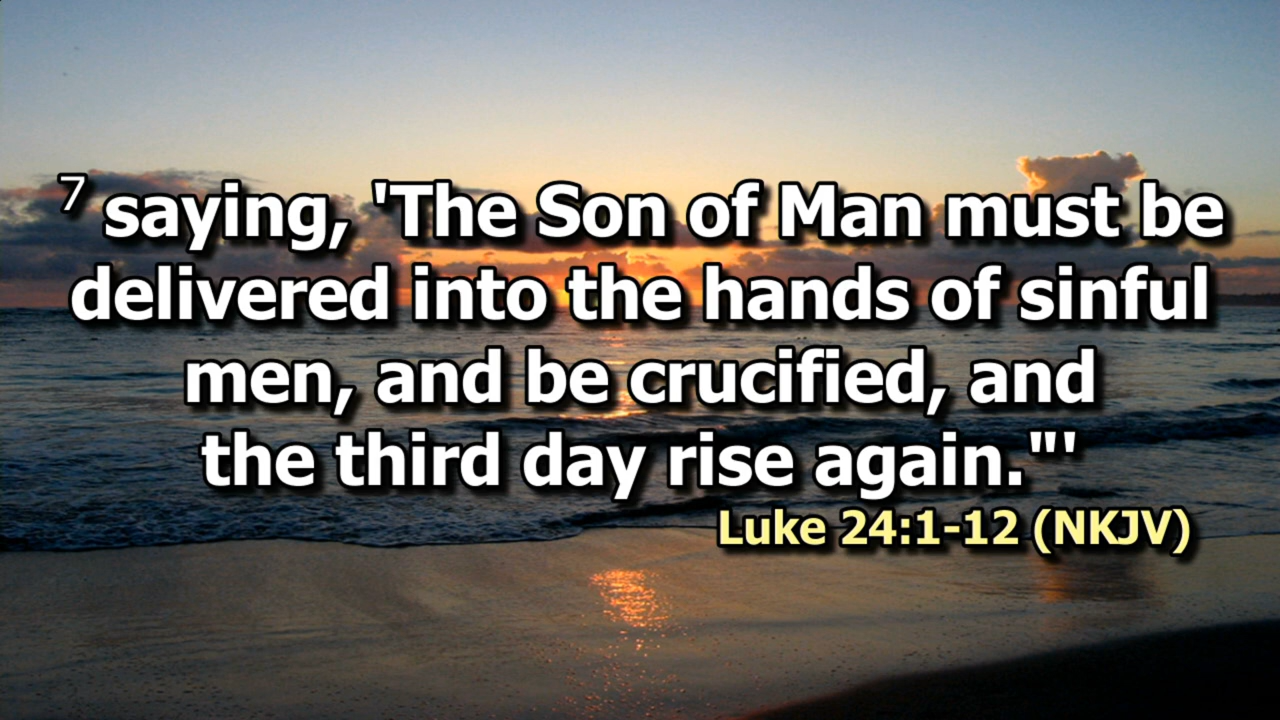 7 saying, 'The Son of Man must be
delivered into the hands of sinful
men, and be crucified, and
the third day rise again."'
Luke 24:1-12 (NKJV)